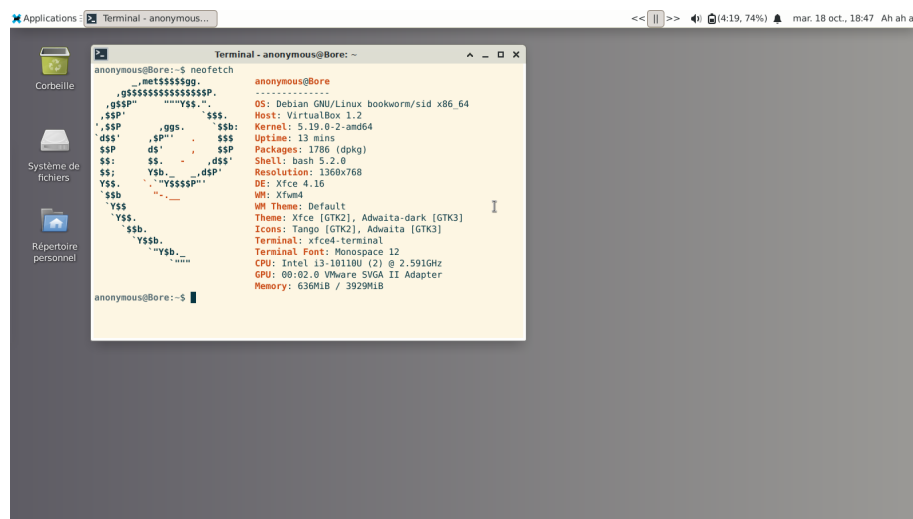 Applications
Terminal - anonymous...
<< || >>
(4:19, 74%)
mar. 18 oct., 18:47
Ah ah a
Corbeille
Système de
fichiers
Répertoire
personnel
Terminal - anonymous@Bore: ~
anonymous@Bore:~$ neofetch
       _,met$$$$$gg.          anonymous@Bore
    ,g$$$$$$$$$$$$$$$P.       --------------
  ,g$$P"     """Y$$.".        OS: Debian GNU/Linux bookworm/sid x86_64
 ,$$P'              `$$$.     Host: VirtualBox 1.2
',$$P       ,ggs.     `$$b:   Kernel: 5.19.0-2-amd64
`d$$'     ,$P"'   .    $$$    Uptime: 13 mins
 $$P      d$'     ,    $$P    Packages: 1786 (dpkg)
 $$:      $$.   -    ,d$$'    Shell: bash 5.2.0
 $$;      Y$b._   _,d$P'      Resolution: 1360x768
 Y$$.    `.`"Y$$$$P"'         DE: Xfce 4.16
 `$$b      "-.__              WM: Xfwm4
  `Y$$                        WM Theme: Default
   `Y$$.                      Theme: Xfce [GTK2], Adwaita-dark [GTK3]
     `$$b.                    Icons: Tango [GTK2], Adwaita [GTK3]
       `Y$$b.                 Terminal: xfce4-terminal
          `"Y$b._             Terminal Font: Monospace 12
              `"""            CPU: Intel i3-10110U (2) @ 2.591GHz
                              GPU: 00:02.0 VMware SVGA II Adapter
                              Memory: 636MiB / 3929MiB
anonymous@Bore:~$